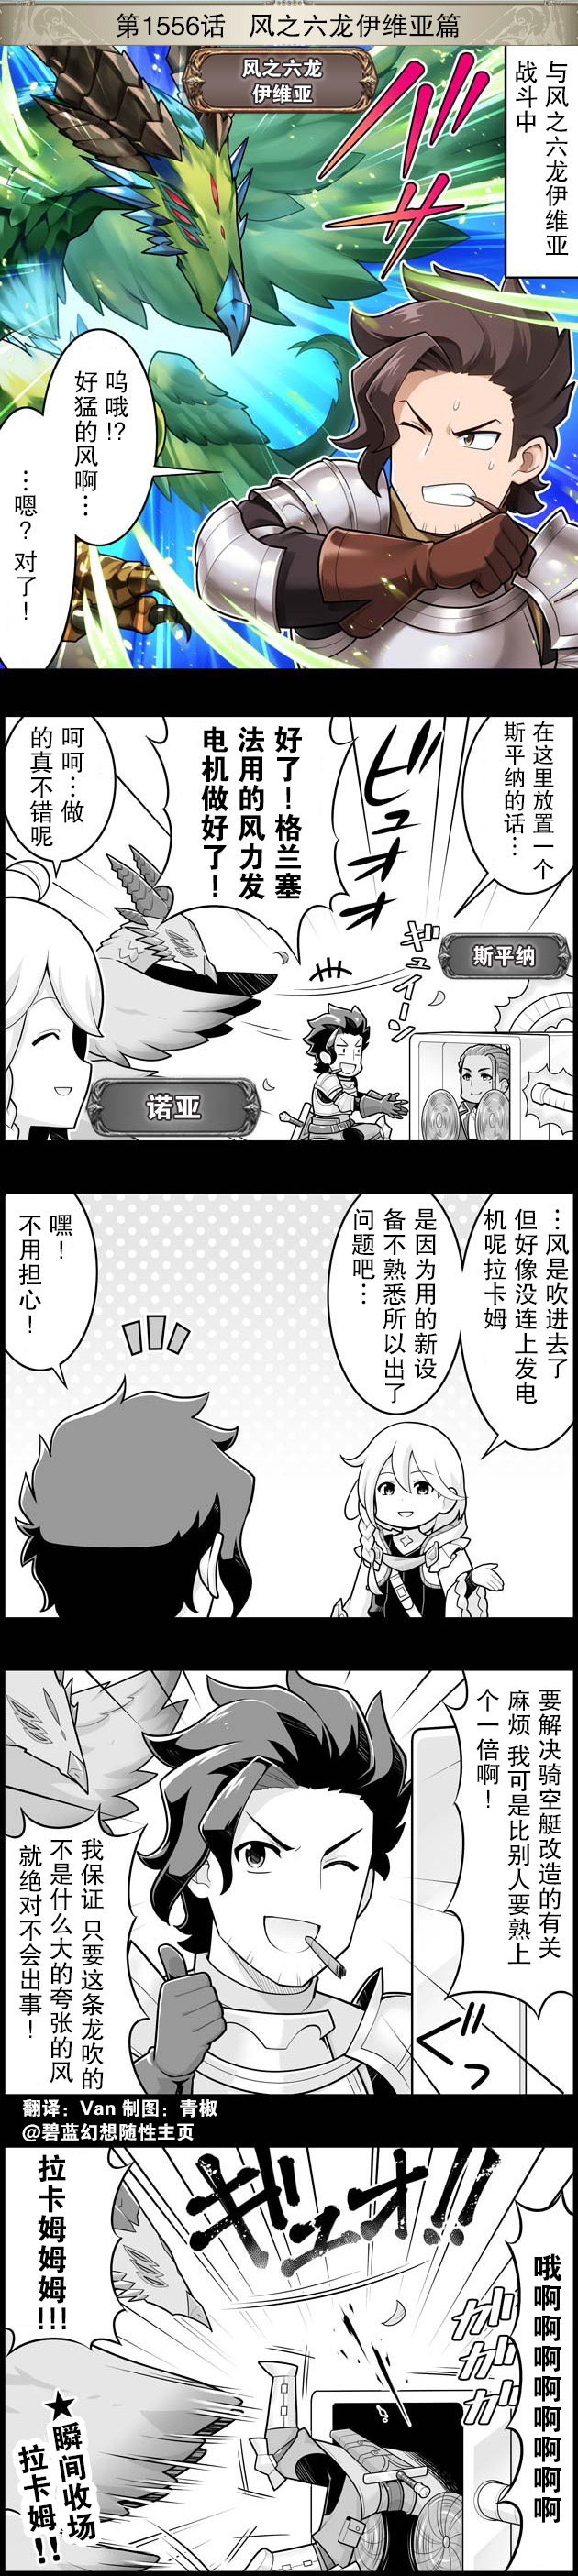 第1556话　风之六龙伊维亚篇
与风之六龙伊维亚
战斗中
风之六龙
伊维亚
呜哦!?
好猛的风啊…
…嗯？对了！
在这里放置一个
斯平纳的话…
ビュオォ
ギュイーン
斯平纳
好了！格兰塞
法用的风力发
电机做好了！
呵呵…做
的真不错呢
诺亚
…风是吹进去了
但好像没连上发电
机呢拉卡姆
是因为用的新设
备不熟悉所以出了
问题吧…
嘿！
不用担心！
要解决骑空艇改造的有关
麻烦 我可是比别人要熟上
个一倍啊！
ぐっ
我保证 只要这条龙吹的
不是什么大的夸张的风
就绝对不会出事！
翻译：Van 制图：青椒
@碧蓝幻想随性主页
ギュオ!!
哦啊啊啊啊啊啊啊
ガガガ
拉卡姆姆姆!!!
★瞬间收场
拉卡姆!!